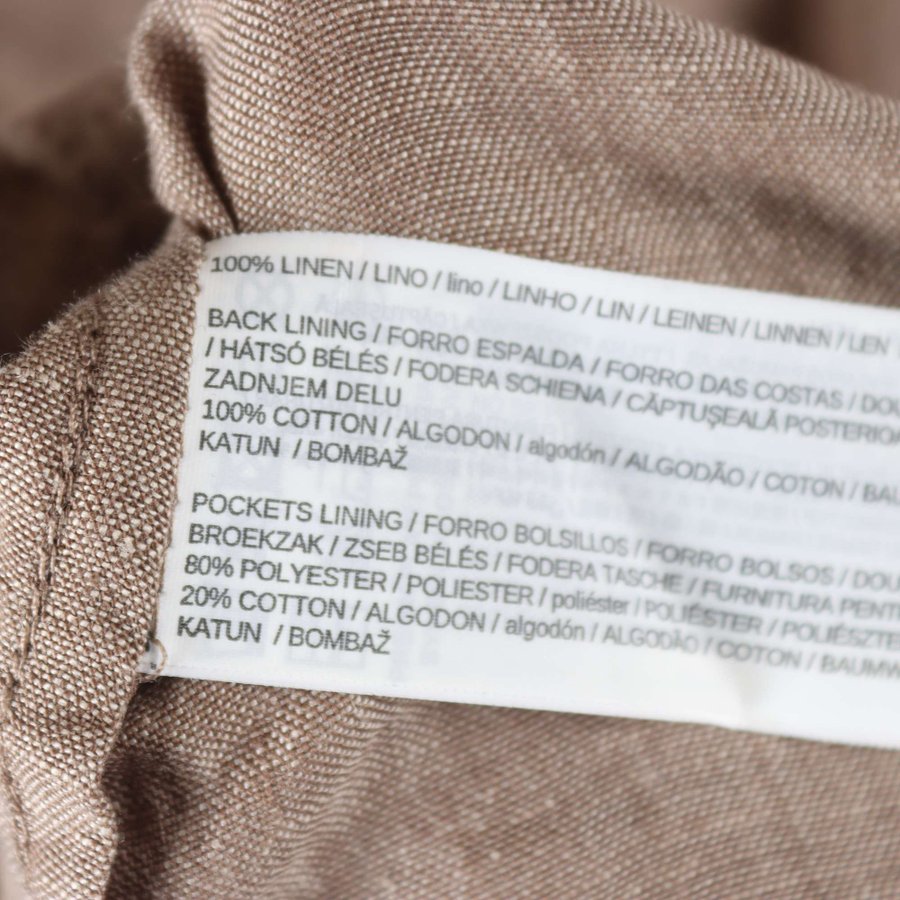 100% LINEN / LINO / lino / LINHO / LIN / LEINEN / LINNEN / LEN
BACK LINING / FORRO ESPALDA / FORRO DAS COSTAS / DOU
/ HÁTSÓ BÉLÉS / FODERA SCHIENA / CĂPTUȘEALĂ POSTERIOA
ZADNJEM DELU
100% COTTON / ALGODON / algodón / ALGODÃO / COTON / BAU
KATUN / BOMBAŽ
POCKETS LINING / FORRO BOLSILLOS / FORRO BOLSOS / DOU
BROEKZAK / ZSEB BÉLÉS / FODERA TASCHE / FURNITURA PENT
80% POLYESTER / POLIESTER / poliéster / POLIÉSTER / POLIÉSZTE
20% COTTON / ALGODON / algodón / ALGODÃO / COTON / BAUMW
KATUN / BOMBAŽ